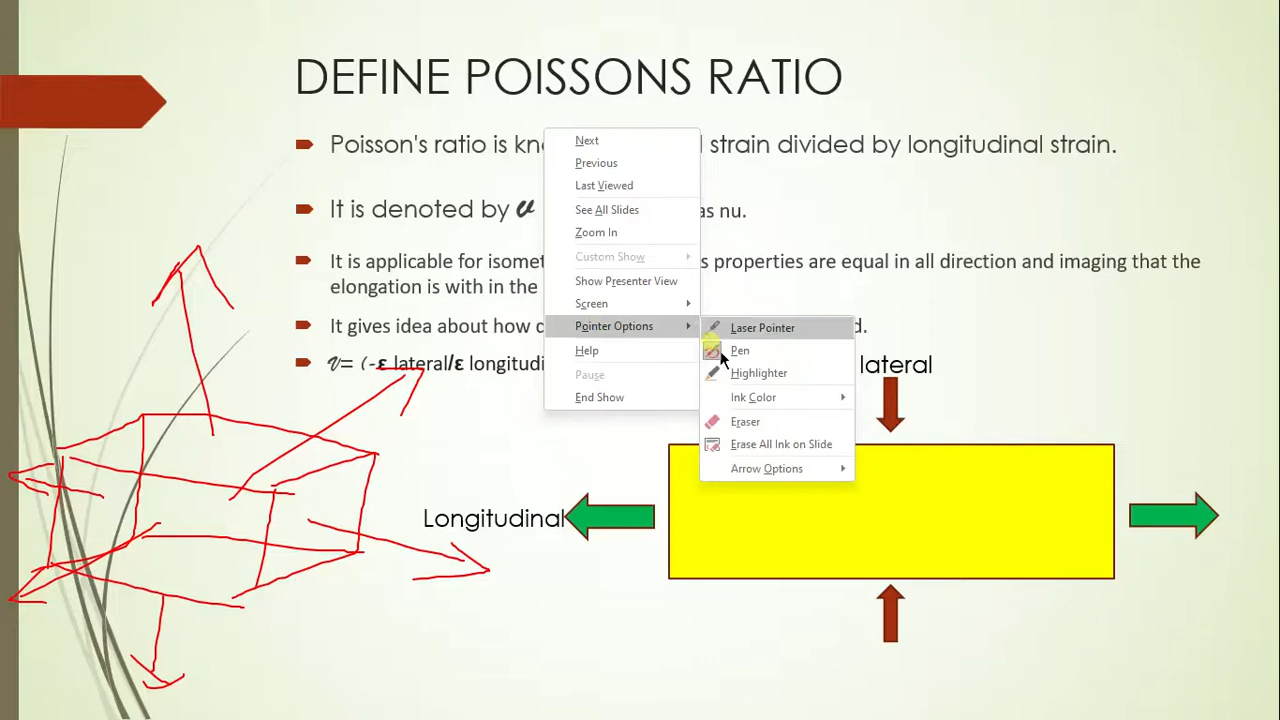 DEFINE POISSONS RATIO
Poisson's ratio is strain divided by longitudinal strain.
It is denoted by 𝓋 as nu.
It is applicable for properties are equal in all direction and imaging that the
elongation is with in the
It gives idea about how
𝓋= (-ε lateral/ε
Next
Previous
Last Viewed
See All Slides
Zoom In
Custom Show
Show Presenter View
Screen
Pointer Options
Help
Pause
End Show
Laser Pointer
Pen
Highlighter
Ink Color
Eraser
Erase All Ink on Slide
Arrow Options
lateral
Longitudinal